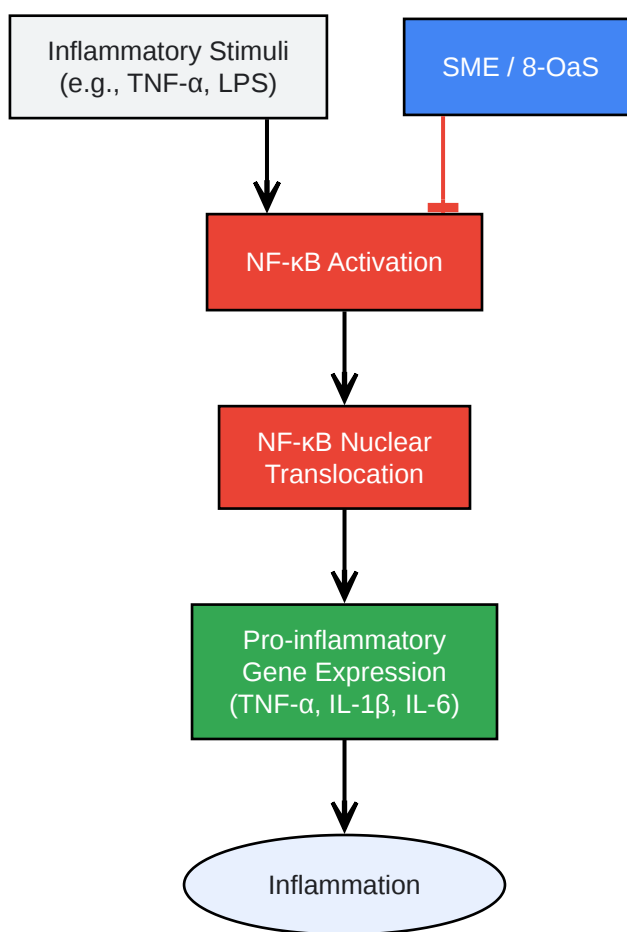 Inflammatory Stimuli
(e.g., TNF-α, LPS)
SME / 8-OaS
NF-κB Activation
NF-κB Nuclear
Translocation
Pro-inflammatory
Gene Expression
(TNF-α, IL-1β, IL-6)
Inflammation